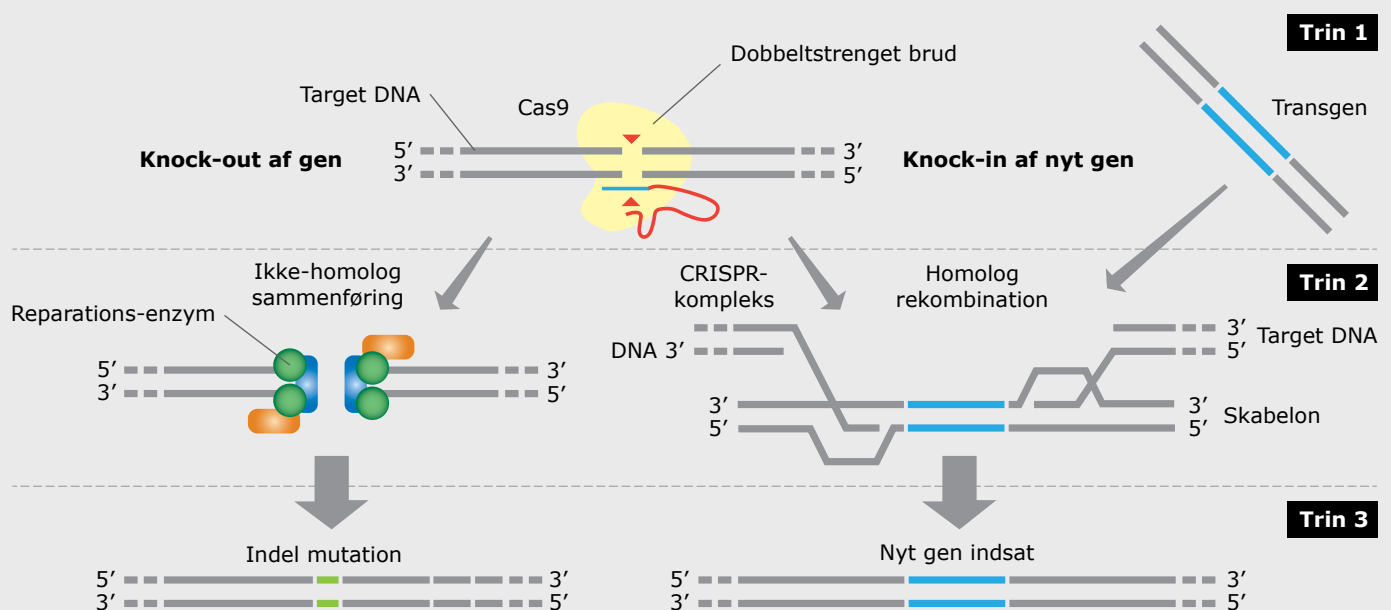 Trin 1
Dobbeltstrenget brud
Target DNA
Cas9
Transgen
Knock-out af gen
5′ 3′
3′ 5′
Knock-in af nyt gen
Trin 2
Ikke-homolog
sammenføring
Reparations-enzym
5′ 3′
3′ 5′
CRISPR-
kompleks
Homolog
rekombination
DNA 3′
3′
5′
Target DNA
3′ 3′
5′ 5′
Skabelon
Trin 3
Indel mutation
5′ 3′
3′ 5′
Nyt gen indsat
5′ 3′
3′ 5′